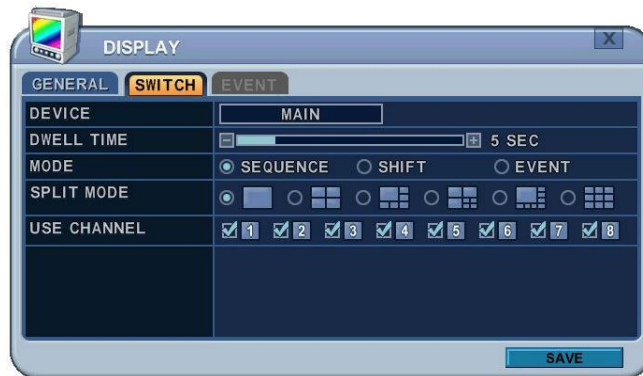 DISPLAY
X
GENERAL SWITCH EVENT
DEVICE MAIN
DWELL TIME 5 SEC
MODE SEQUENCE SHIFT EVENT
SPLIT MODE
USE CHANNEL 1 2 3 4 5 6 7 8
SAVE